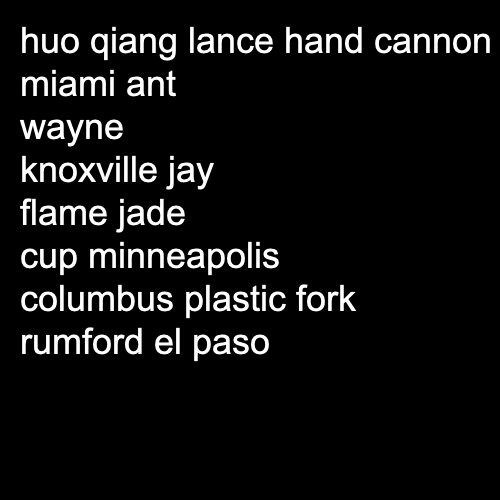 huo qiang lance hand cannon
miami ant
wayne
knoxville jay
flame jade
cup minneapolis
columbus plastic fork
rumford el paso